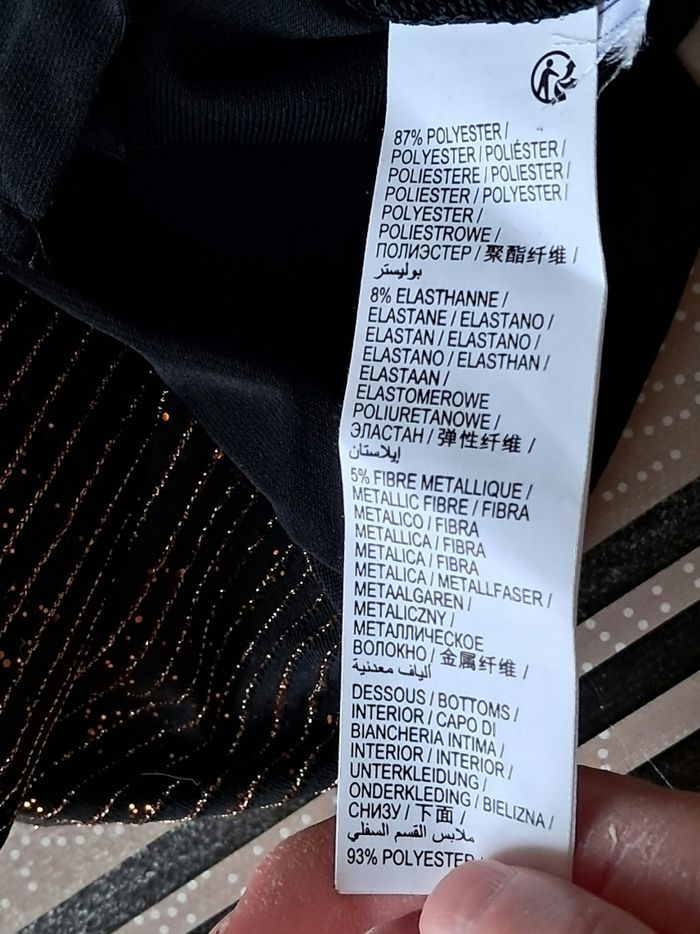 87% POLYESTER /
POLYESTER / POLIÉSTER /
POLIESTERE / POLIESTER /
POLIESTER / POLYESTER /
POLYESTER /
POLIESTROWE /
ПОЛИЭСТЕР / 聚酯纤维 /
بوليستر
8% ELASTHANNE /
ELASTANE / ELASTANO /
ELASTAN / ELASTANO /
ELASTANO / ELASTHAN /
ELASTAAN /
ELASTOMEROWE
POLIURETANOWE /
ЭЛАСТАН / 弹性纤维 /
إيلاستان
5% FIBRE METALLIQUE /
METALLIC FIBRE / FIBRA
METALICO / FIBRA
METALLICA / FIBRA
METALICA / FIBRA
METALICA / METALLFASER /
METAALGAREN /
METALICZNY /
МЕТАЛЛИЧЕСКОЕ
ВОЛОКНО / 金属纤维 /
ألياف معدنية
DESSOUS / BOTTOMS /
INTERIOR / CAPO DI
BIANCHERIA INTIMA /
INTERIOR / INTERIOR /
UNTERKLEIDUNG /
ONDERKLEDING / BIELIZNA /
СНИЗУ / 下面 /
ملابس القسم السفلي
93% POLYESTER